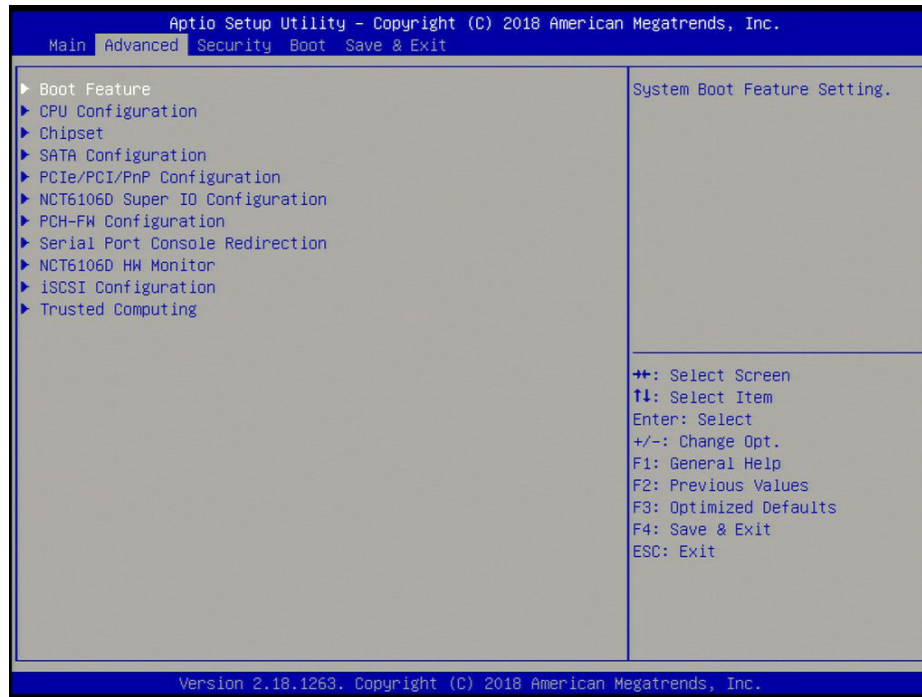 Aptio Setup Utility – Copyright (C) 2018 American Megatrends, Inc.
Main Advanced Security Boot Save & Exit
▶ Boot Feature
▶ CPU Configuration
▶ Chipset
▶ SATA Configuration
▶ PCIe/PCI/PnP Configuration
▶ NCT6106D Super IO Configuration
▶ PCH-FW Configuration
▶ Serial Port Console Redirection
▶ NCT6106D HW Monitor
▶ iSCSI Configuration
▶ Trusted Computing
System Boot Feature Setting.
→←: Select Screen
↑↓: Select Item
Enter: Select
+/-: Change Opt.
F1: General Help
F2: Previous Values
F3: Optimized Defaults
F4: Save & Exit
ESC: Exit
Version 2.18.1263. Copyright (C) 2018 American Megatrends, Inc.